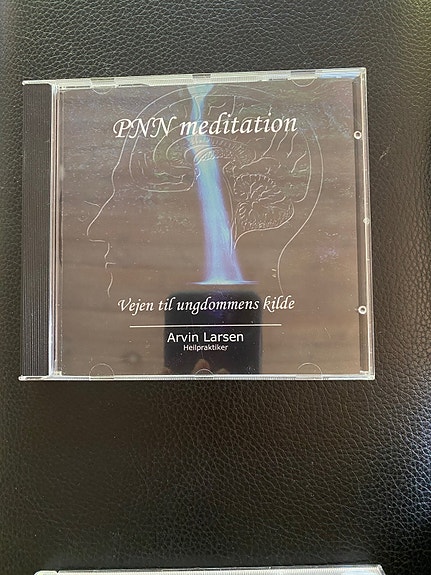 PNN meditation
Vejen til ungdommens kilde
Arvin Larsen
Heilpraktiker